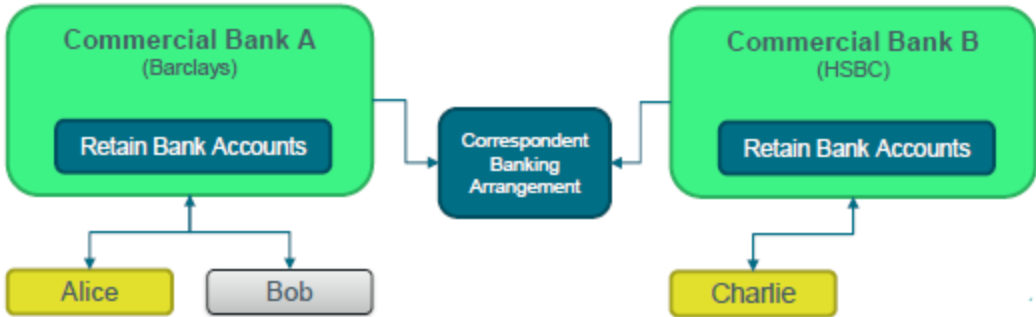 Commercial Bank A
(Barclays)
Retain Bank Accounts
Correspondent
Banking
Arrangement
Commercial Bank B
(HSBC)
Retain Bank Accounts
Alice
Bob
Charlie